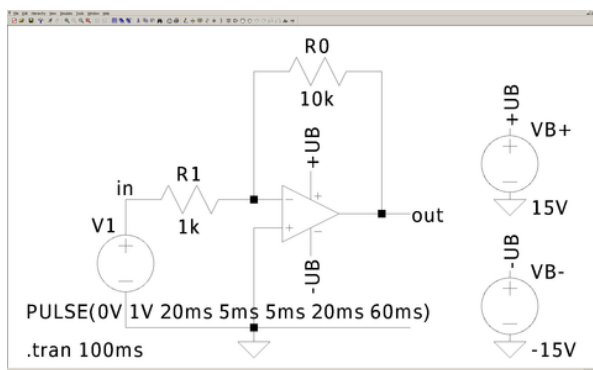 R0
10k
+UB
+UB
VB+
R1
in
1k
V1
out
15V
-UB
-UB
VB-
PULSE(0V 1V 20ms 5ms 5ms 20ms 60ms)
.tran 100ms
-15V